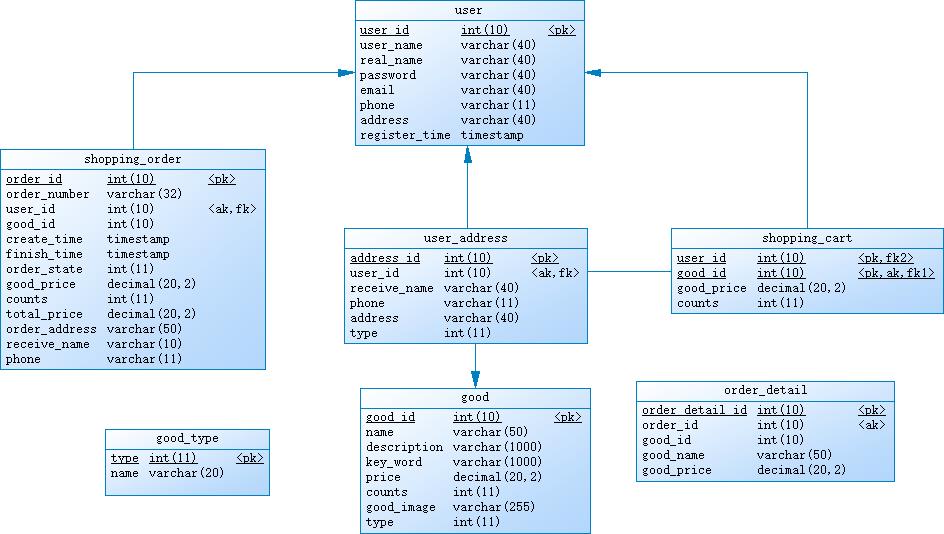 user
user_id int(10) <pk>
user_name varchar(40)
real_name varchar(40)
password varchar(40)
email varchar(40)
phone varchar(11)
address varchar(40)
register_time timestamp
shopping_order
order_id int(10) <pk>
order_number varchar(32)
user_id int(10) <ak,fk>
good_id int(10)
create_time timestamp
finish_time timestamp
order_state int(11)
good_price decimal(20,2)
counts int(11)
total_price decimal(20,2)
order_address varchar(50)
receive_name varchar(10)
phone varchar(11)
user_address
address_id int(10) <pk>
user_id int(10) <ak,fk>
receive_name varchar(40)
phone varchar(11)
address varchar(40)
type int(11)
shopping_cart
user_id int(10) <pk,fk2>
good_id int(10) <pk,ak,fk1>
good_price decimal(20,2)
counts int(11)
good_type
type int(11) <pk>
name varchar(20)
good
good_id int(10) <pk>
name varchar(50)
description varchar(1000)
key_word varchar(1000)
price decimal(20,2)
counts int(11)
good_image varchar(255)
type int(11)
order_detail
order_detail_id int(10) <pk>
order_id int(10) <ak>
good_id int(10)
good_name varchar(50)
good_price decimal(20,2)